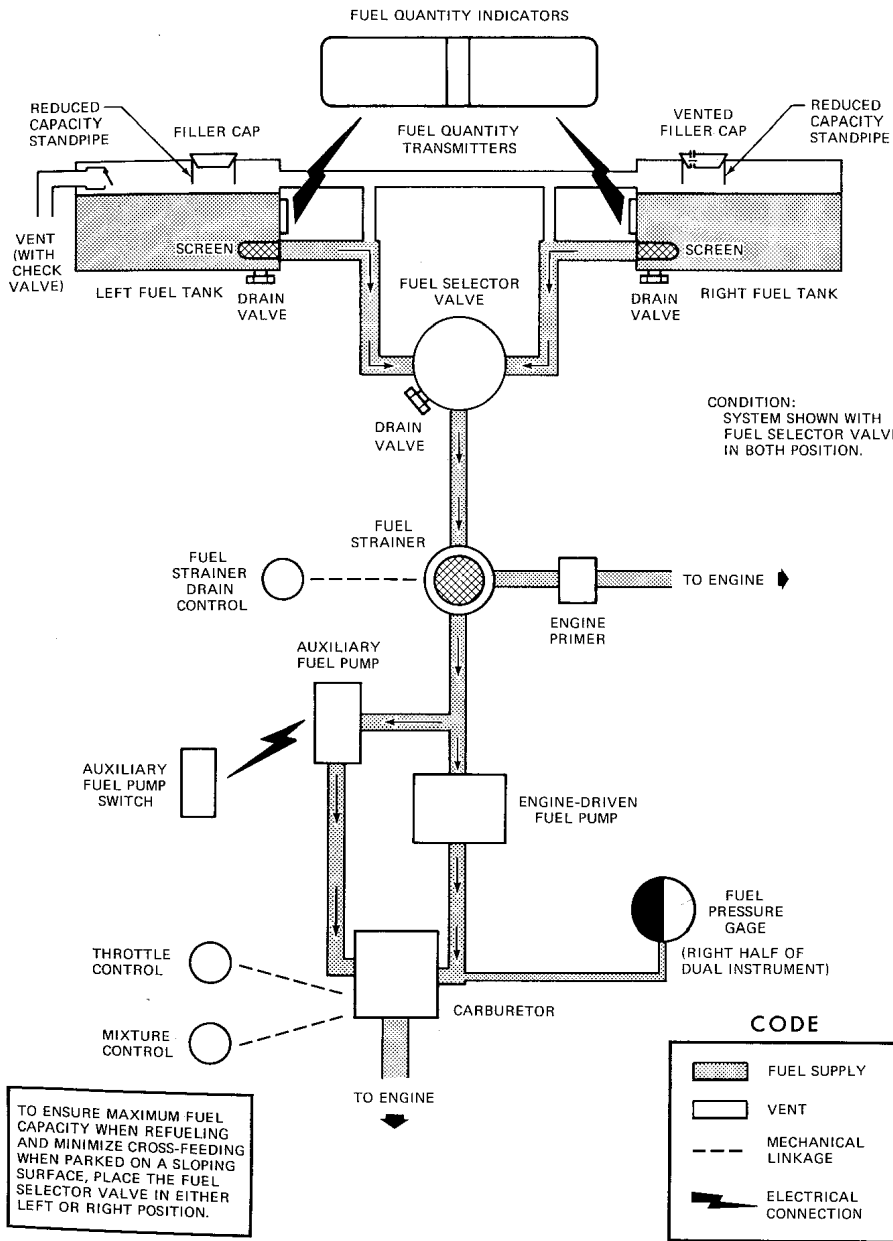 FUEL QUANTITY INDICATORS
REDUCED
CAPACITY
STANDPIPE
FILLER CAP
FUEL QUANTITY
TRANSMITTERS
VENTED
FILLER CAP
REDUCED
CAPACITY
STANDPIPE
VENT
(WITH
CHECK
VALVE)
SCREEN
SCREEN
LEFT FUEL TANK
DRAIN
VALVE
FUEL SELECTOR
VALVE
DRAIN
VALVE
RIGHT FUEL TANK
DRAIN
VALVE
CONDITION:
SYSTEM SHOWN WITH
FUEL SELECTOR VALVE
IN BOTH POSITION.
FUEL
STRAINER
FUEL
STRAINER
DRAIN
CONTROL
TO ENGINE
ENGINE
PRIMER
AUXILIARY
FUEL PUMP
AUXILIARY
FUEL PUMP
SWITCH
ENGINE-DRIVEN
FUEL PUMP
FUEL
PRESSURE
GAGE
(RIGHT HALF OF
DUAL INSTRUMENT)
THROTTLE
CONTROL
MIXTURE
CONTROL
CARBURETOR
TO ENGINE
TO ENSURE MAXIMUM FUEL
CAPACITY WHEN REFUELING
AND MINIMIZE CROSS-FEEDING
WHEN PARKED ON A SLOPING
SURFACE, PLACE THE FUEL
SELECTOR VALVE IN EITHER
LEFT OR RIGHT POSITION.
CODE
FUEL SUPPLY
VENT
MECHANICAL
LINKAGE
ELECTRICAL
CONNECTION